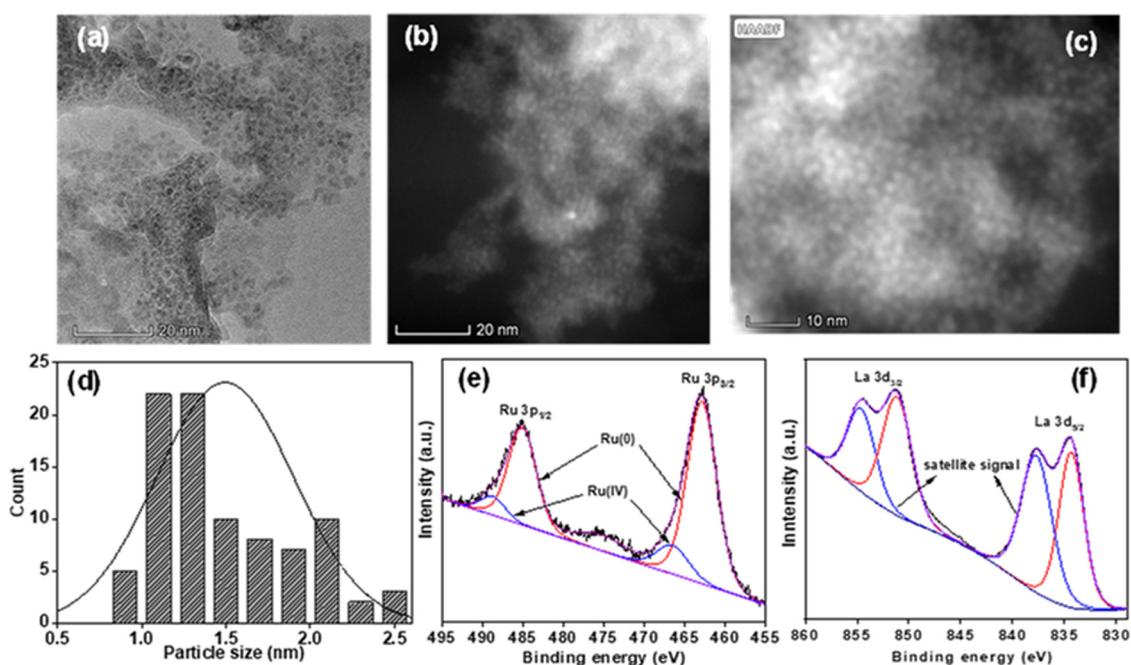 (a)
20 nm
(b)
20 nm
HAADF
(c)
10 nm
(d)
25
20
15
10
5
0
Count
0.5 1.0 1.5 2.0 2.5
Particle size (nm)
(e)
Ru 3p3/2
Ru 3p1/2
Ru(0)
Ru(IV)
Intensity (a.u.)
495 490 485 480 475 470 465 460 455
Binding energy (eV)
(f)
La 3d3/2
La 3d5/2
satellite signal
Inntensity (a.u.)
860 855 850 845 840 835 830
Binding energy (eV)